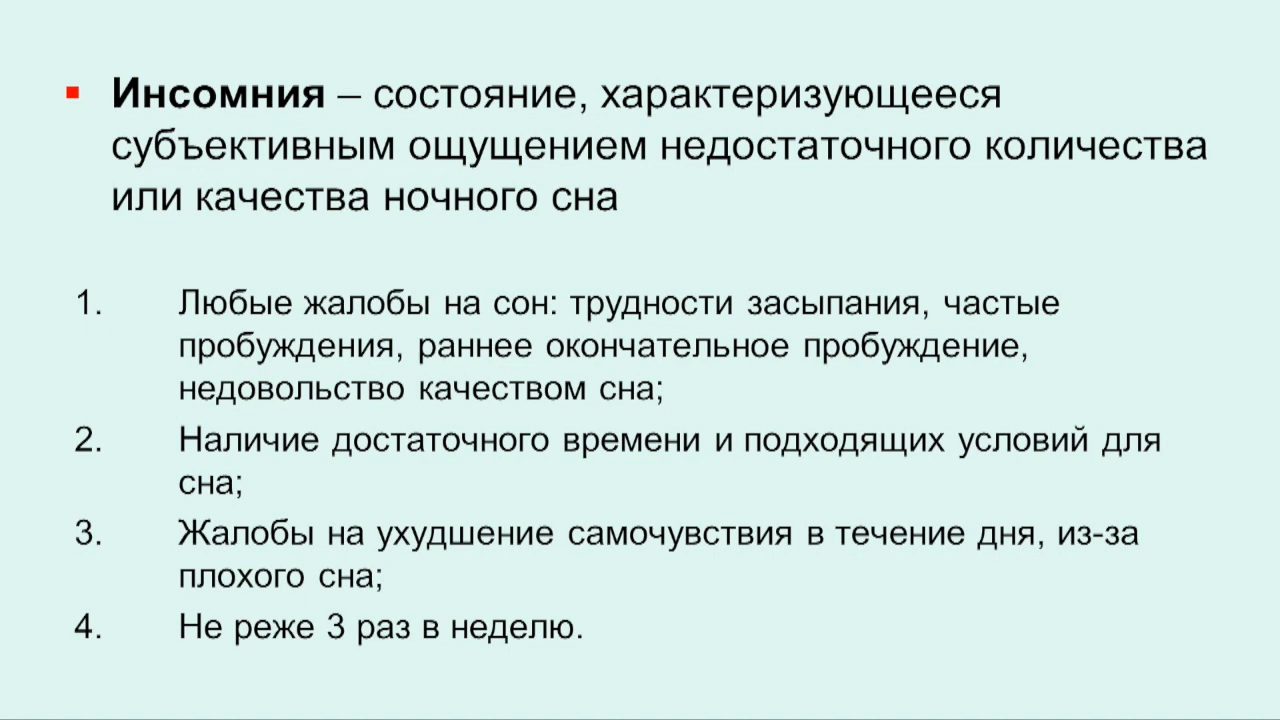 Инсомния – состояние, характеризующееся
субъективным ощущением недостаточного количества
или качества ночного сна
1. Любые жалобы на сон: трудности засыпания, частые
пробуждения, раннее окончательное пробуждение,
недовольство качеством сна;
2. Наличие достаточного времени и подходящих условий для
сна;
3. Жалобы на ухудшение самочувствия в течение дня, из-за
плохого сна;
4. Не реже 3 раз в неделю.